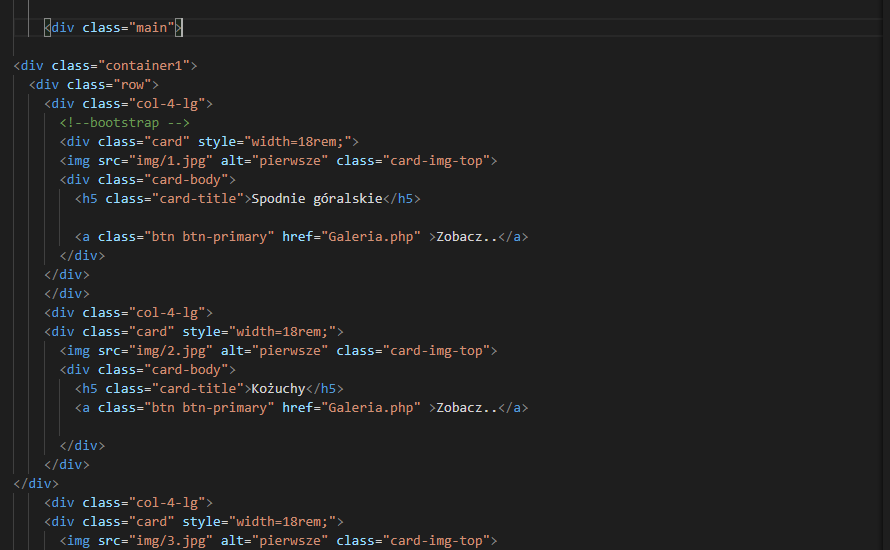 <div class="main">
<div class="container1">
<div class="row">
<div class="col-4-lg">
<!--bootstrap -->
<div class="card" style="width=18rem;">
<img src="img/1.jpg" alt="pierwsze" class="card-img-top">
<div class="card-body">
<h5 class="card-title">Spodnie góralskie</h5>
<a class="btn btn-primary" href="Galeria.php" >Zobacz..</a>
</div>
</div>
</div>
<div class="col-4-lg">
<div class="card" style="width=18rem;">
<img src="img/2.jpg" alt="pierwsze" class="card-img-top">
<div class="card-body">
<h5 class="card-title">Kożuchy</h5>
<a class="btn btn-primary" href="Galeria.php" >Zobacz..</a>
</div>
</div>
</div>
<div class="col-4-lg">
<div class="card" style="width=18rem;">
<img src="img/3.jpg" alt="pierwsze" class="card-img-top">